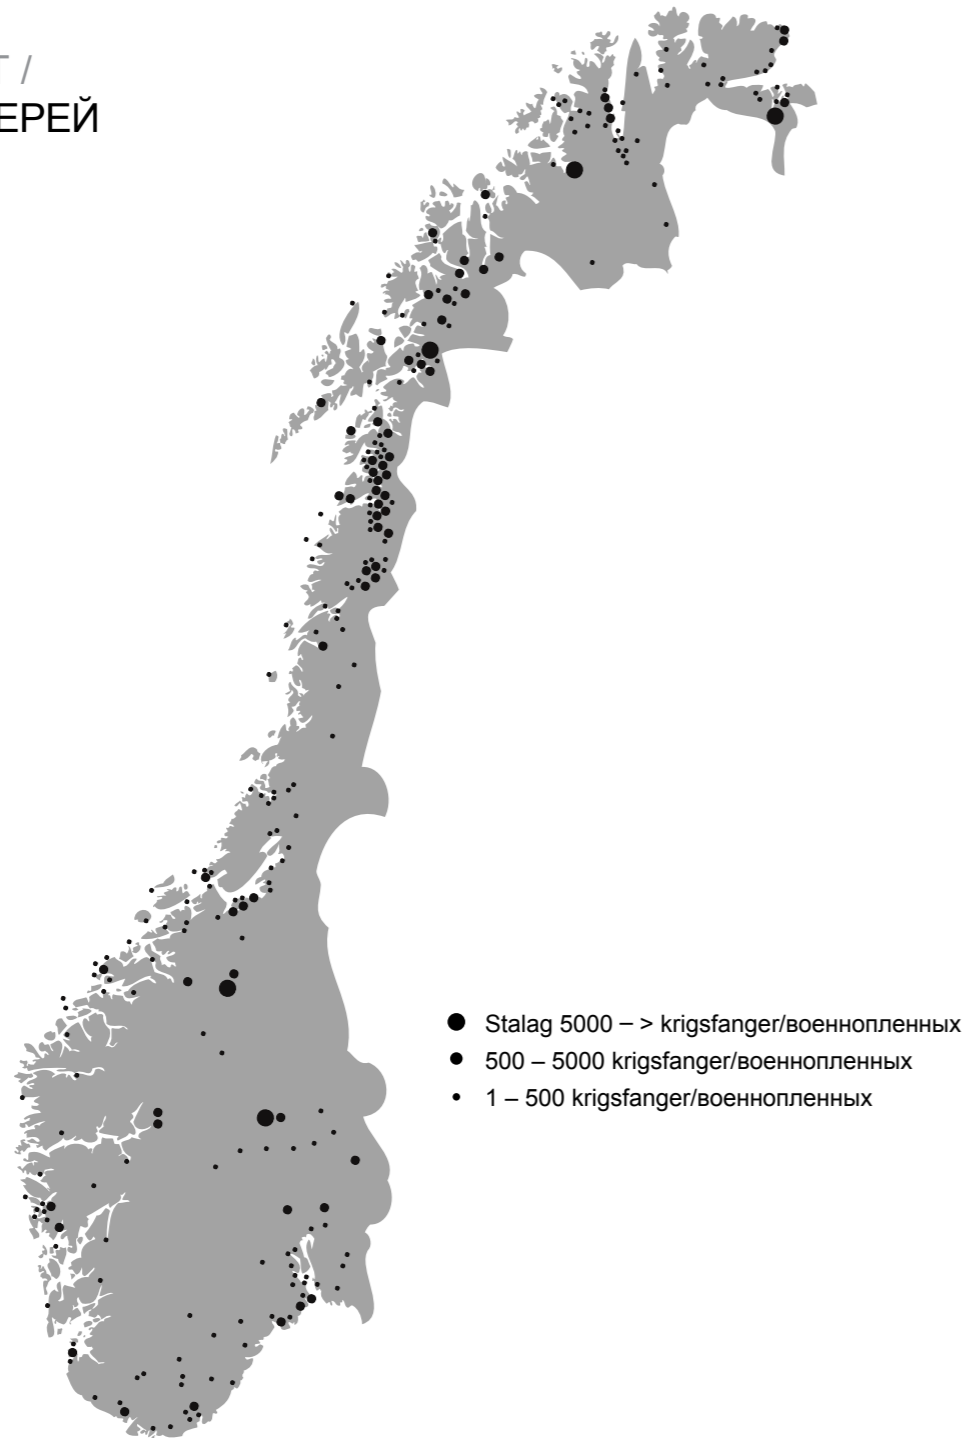 Т /
ЕРЕЙ
Stalag 5000 – > krigsfanger/военнопленных
500 – 5000 krigsfanger/военнопленных
1 – 500 krigsfanger/военнопленных